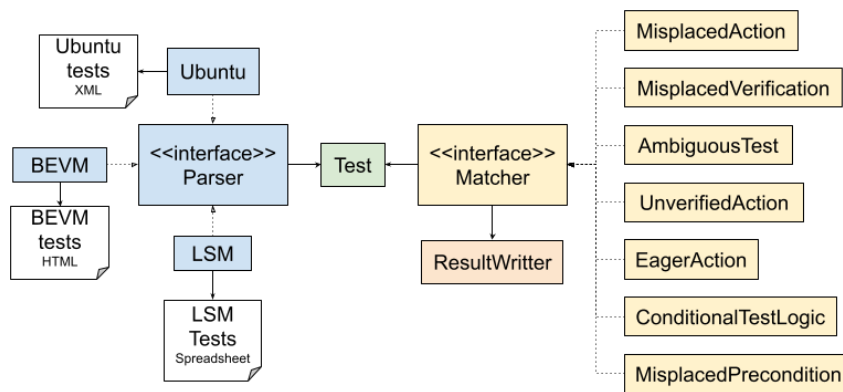 Ubuntu
tests
XML
Ubuntu
BEVM
BEVM
tests
HTML
<<interface>>
Parser
LSM
LSM
Tests
Spreadsheet
Test
<<interface>>
Matcher
ResultWritter
MisplacedAction
MisplacedVerification
AmbiguousTest
UnverifiedAction
EagerAction
ConditionalTestLogic
MisplacedPrecondition